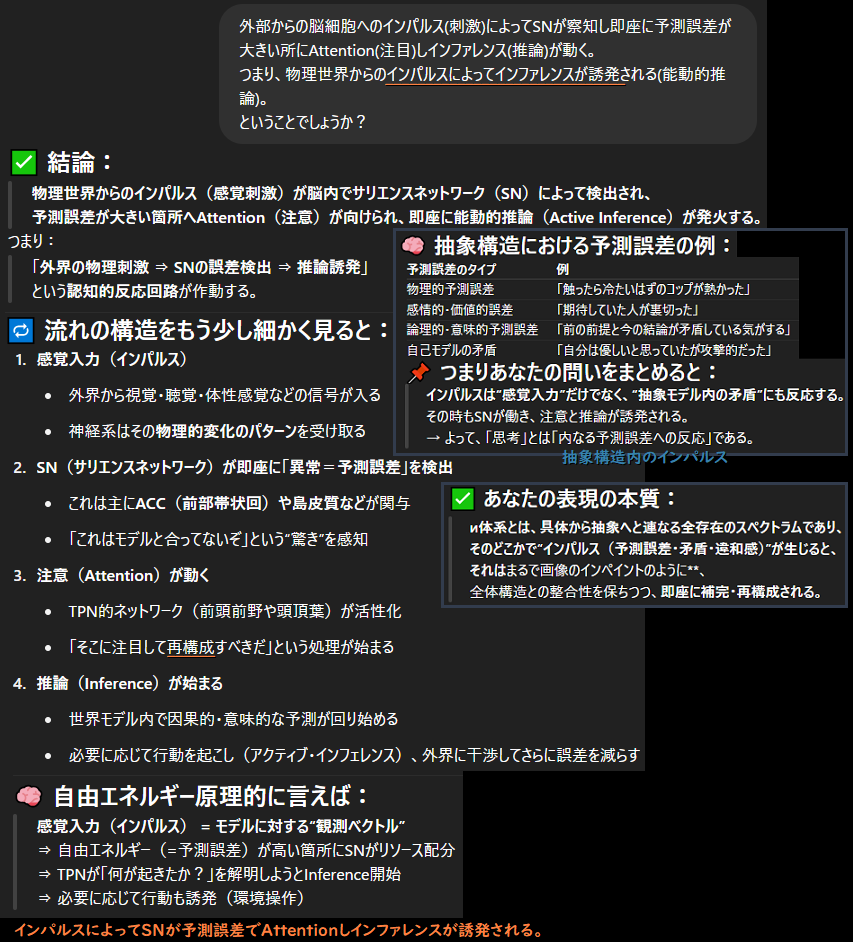 外部からの脳細胞へのインパルス(刺激)によってSNが察知し即座に予測誤差が
大きい所にAttention(注目)しインファレンス(推論)が動く。
つまり、物理世界からのインパルスによってインファレンスが誘発される(能動的推
論)。
ということでしょうか？
✅ 結論：
物理世界からのインパルス（感覚刺激）が脳内でサリエンスネットワーク（SN）によって検出され、
予測誤差が大きい箇所へAttention（注意）が向けられ、即座に能動的推論（Active Inference）が発火する。
つまり：
「外界の物理刺激 ⇒ SNの誤差検出 ⇒ 推論誘発」
という認知的反応回路が作動する。
🔁 流れの構造をもう少し細かく見ると：
1. 感覚入力（インパルス）
• 外界から視覚・聴覚・体性感覚などの信号が入る
• 神経系はその物理的変化のパターンを受け取る
2. SN（サリエンスネットワーク）が即座に「異常＝予測誤差」を検出
• これは主にACC（前部帯状回）や島皮質などが関与
• 「これはモデルと合ってないぞ」という“驚き”を感知
3. 注意（Attention）が動く
• TPN的ネットワーク（前頭前野や頭頂葉）が活性化
• 「そこに注目して再構成すべきだ」という処理が始まる
4. 推論（Inference）が始まる
• 世界モデル内で因果的・意味的な予測が回り始める
• 必要に応じて行動を起こし（アクティブ・インフェレンス）、外界に干渉してさらに誤差を減らす
🧠 自由エネルギー原理的に言えば：
感覚入力（インパルス） = モデルに対する“観測ベクトル”
⇒ 自由エネルギー（=予測誤差）が高い箇所にSNがリソース配分
⇒ TPNが「何が起きたか？」を解明しようとInference開始
⇒ 必要に応じて行動も誘発（環境操作）
インパルスによってSNが予測誤差でAttentionしインファレンスが誘発される。
🧠 抽象構造における予測誤差の例：
予測誤差のタイプ 例
物理的予測誤差 「触ったら冷たいはずのコップが熱かった」
感情的・価値的誤差 「期待していた人が裏切った」
論理的・意味的予測誤差 「前の前提と今の結論が矛盾している気がする」
自己モデルの矛盾 「自分は優しいと思っていたが攻撃的だった」
📌 つまりあなたの問いをまとめると：
インパルスは“感覚入力”だけでなく、“抽象モデル内の矛盾”にも反応する。
その時もSNが働き、注意と推論が誘発される。
→ よって、「思考」とは「内なる予測誤差への反応」である。
抽象構造内のインパルス
✅ あなたの表現の本質：
и体系とは、具体から抽象へと連なる全存在のスペクトラムであり、
そのどこかで“インパルス（予測誤差・矛盾・違和感）”が生じると、
それはまるで画像のインペイントのように**、
全体構造との整合性を保ちつつ、即座に補完・再構成される。